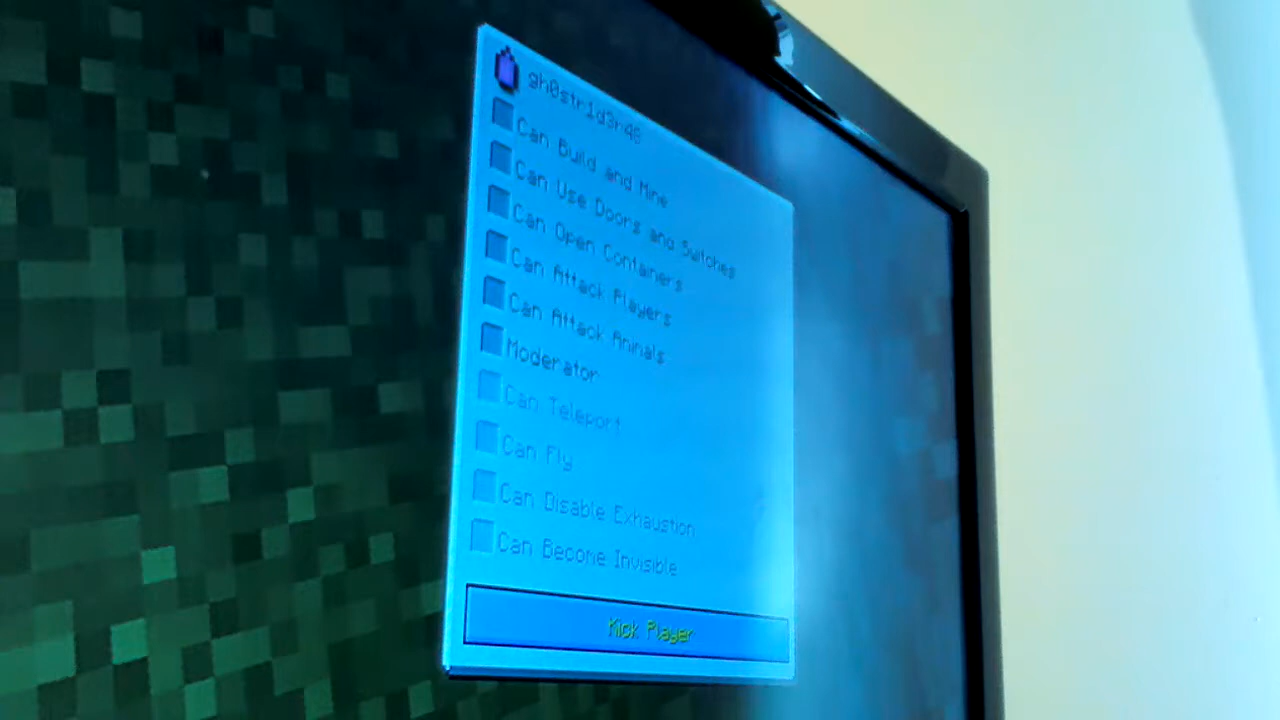 gh0str1d3r46
Can Build and Mine
Can Use Doors and Switches
Can Open Containers
Can Attack Players
Can Attack Animals
Moderator
Can Teleport
Can Fly
Can Disable Exhaustion
Can Become Invisible
Kick Player